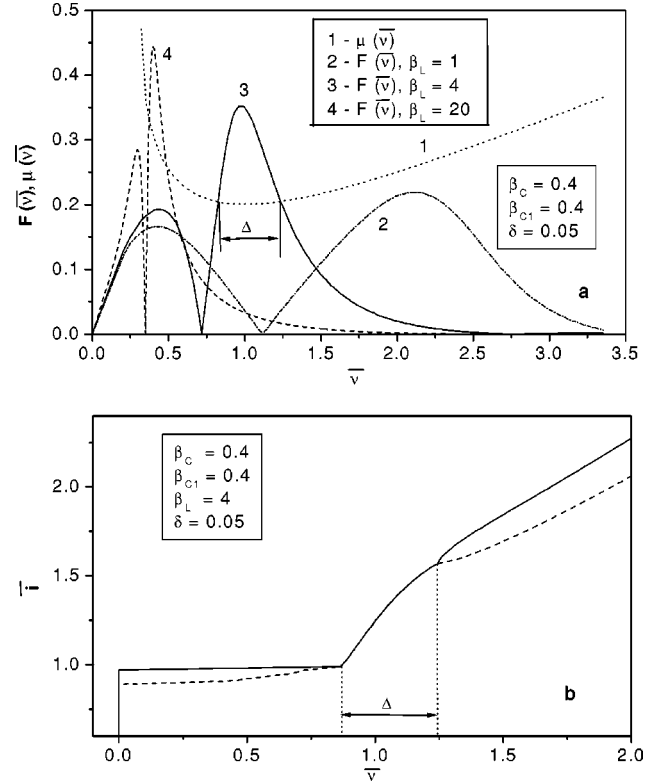 0.5
0.4
0.3
0.2
0.1
0.0
F(ν̅), μ(ν̅)
4
3
1
2
Δ
1 - μ (ν̅)
2 - F (ν̅), β_L = 1
3 - F (ν̅), β_L = 4
4 - F (ν̅), β_L = 20
β_C = 0.4
β_C1 = 0.4
δ = 0.05
a
0.0 0.5 1.0 1.5 2.0 2.5 3.0 3.5
ν̅
β_C = 0.4
β_C1 = 0.4
β_L = 4
δ = 0.05
2.0
1.5
1.0
i̅
Δ
b
0.0 0.5 1.0 1.5 2.0
ν̅